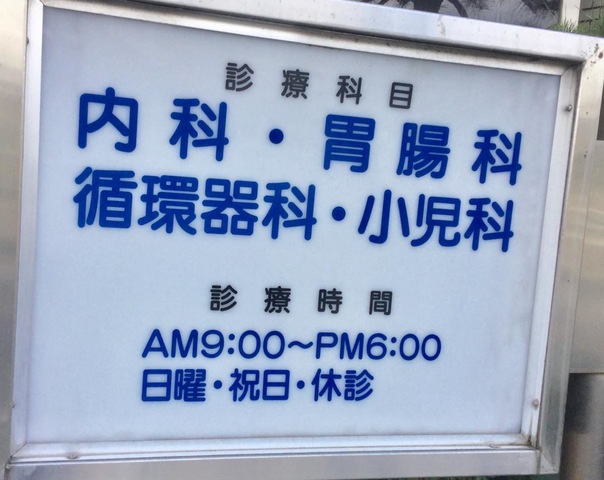 診療科目
内科・胃腸科
循環器科・小児科
診療時間
AM9:00～PM6:00
日曜・祝日・休診